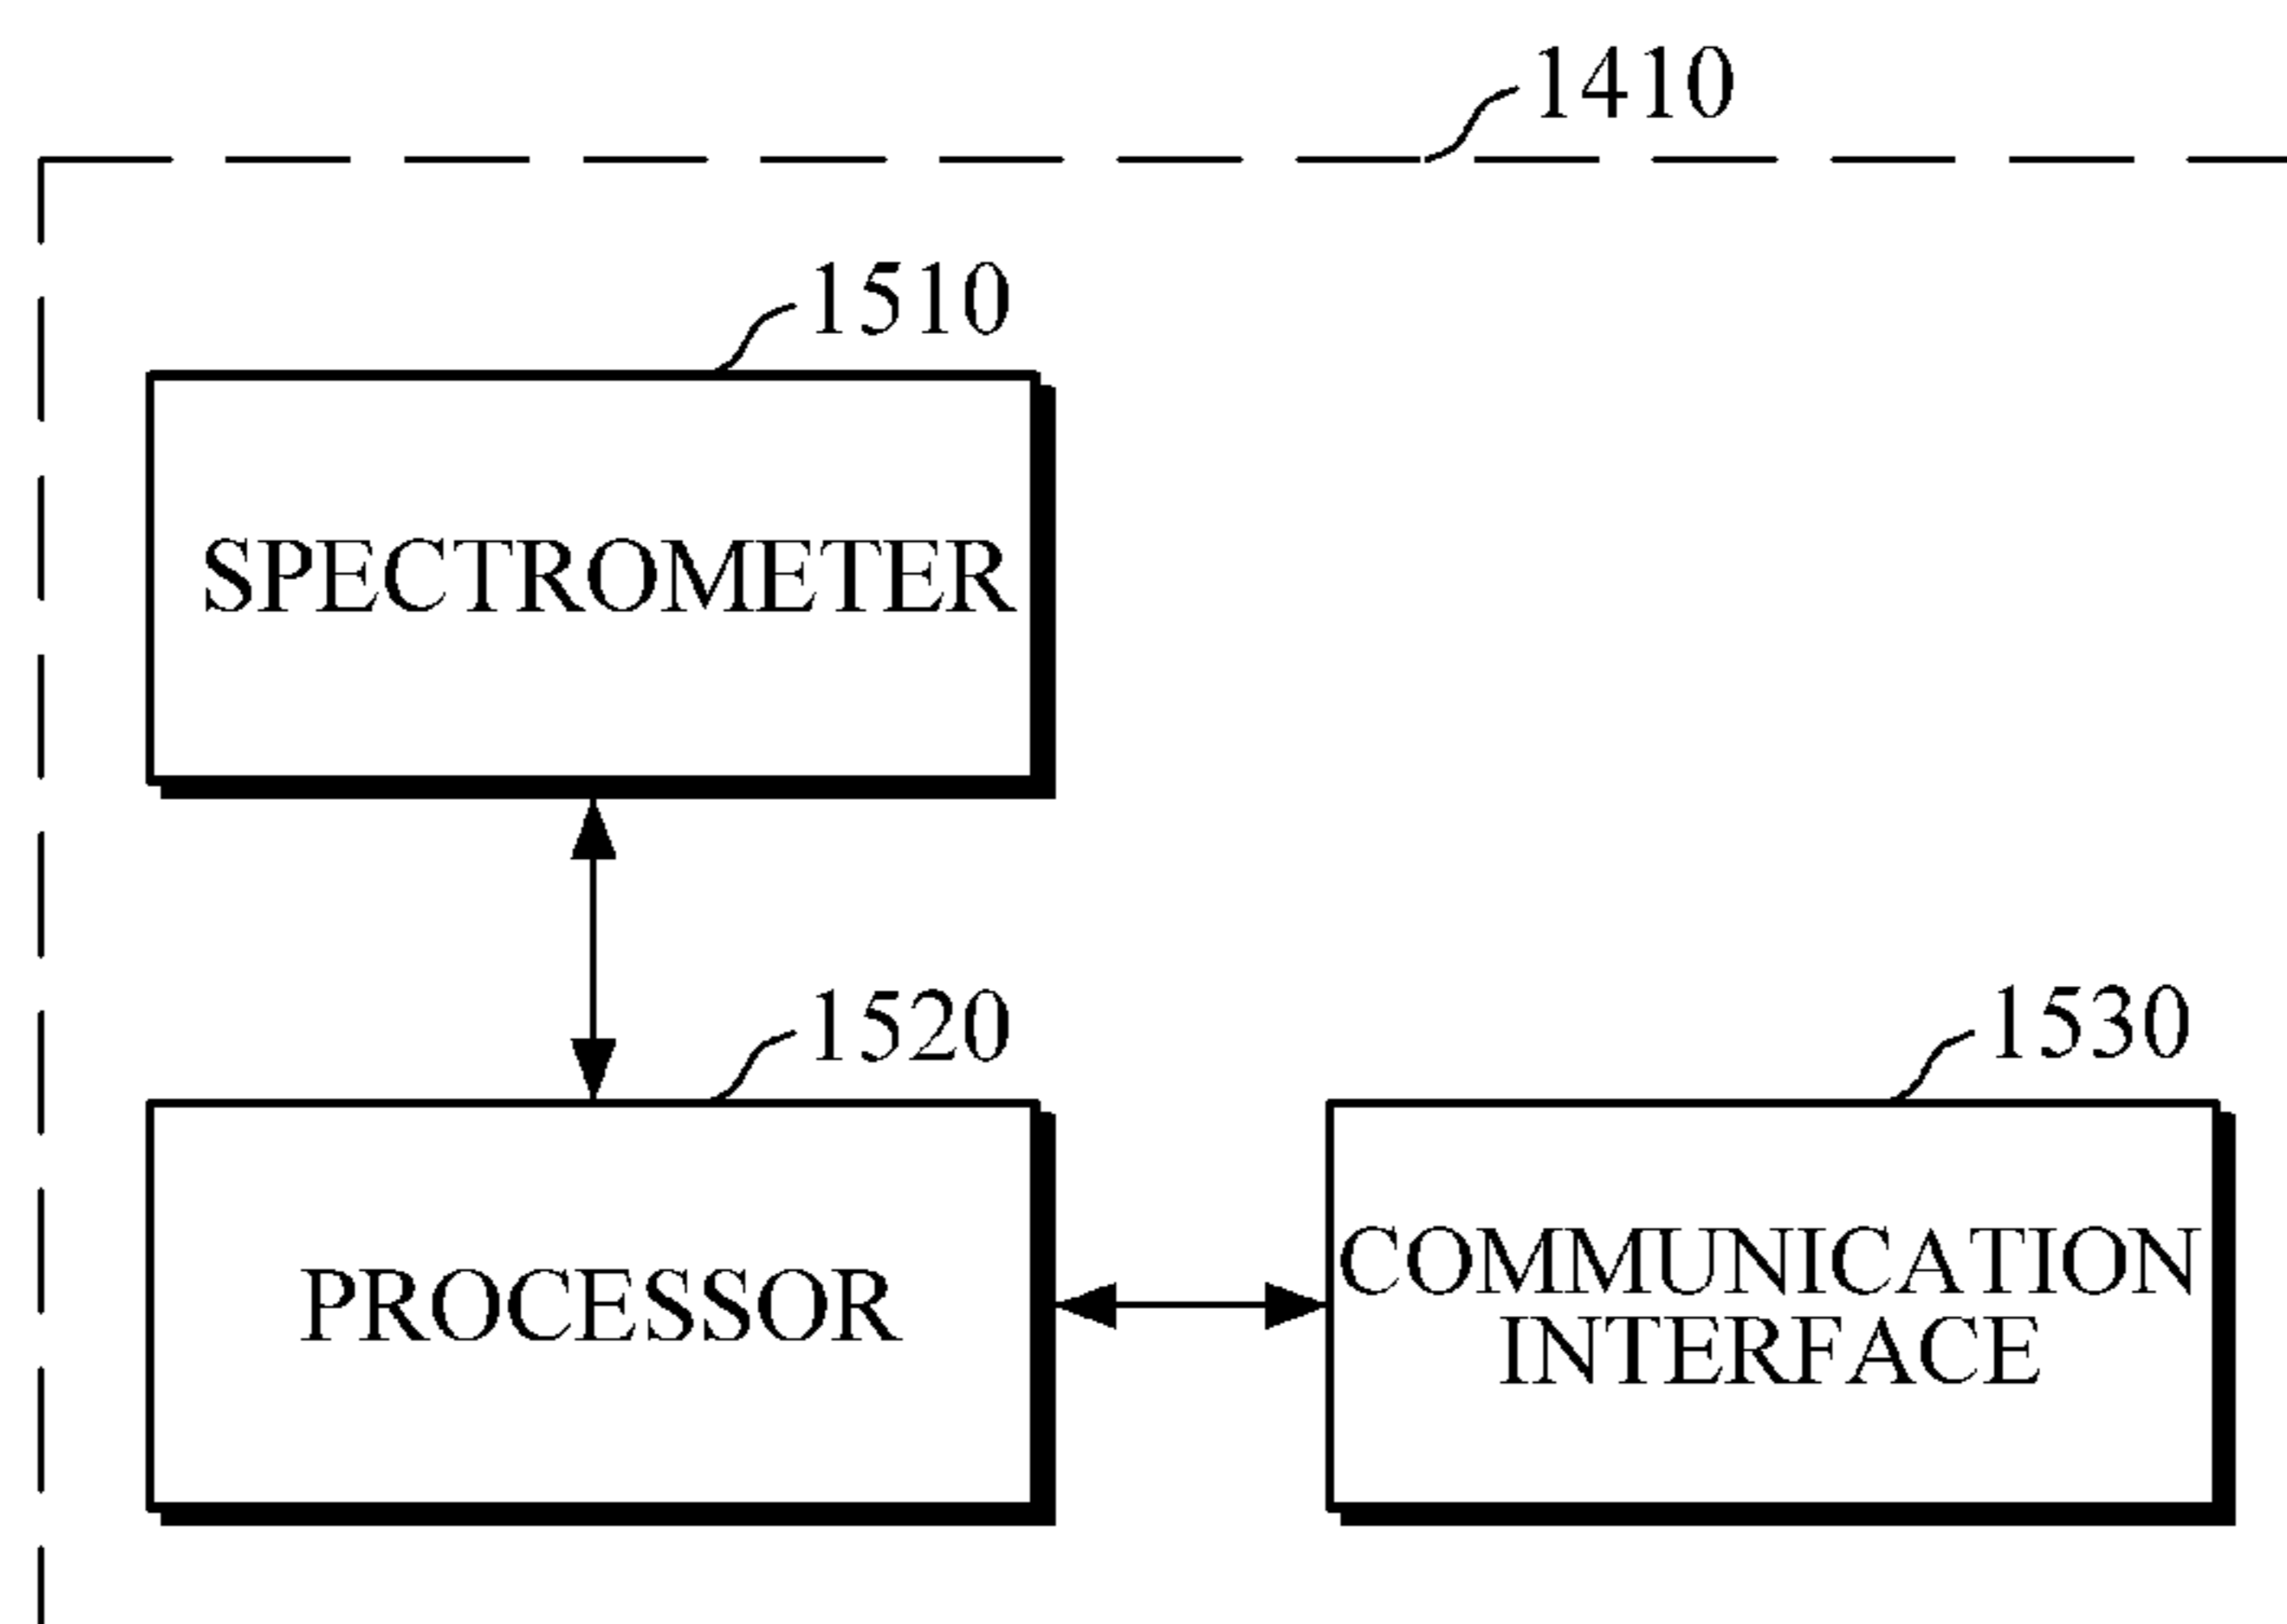 1410
1510
SPECTROMETER
1520
1530
PROCESSOR
COMMUNICATION
INTERFACE